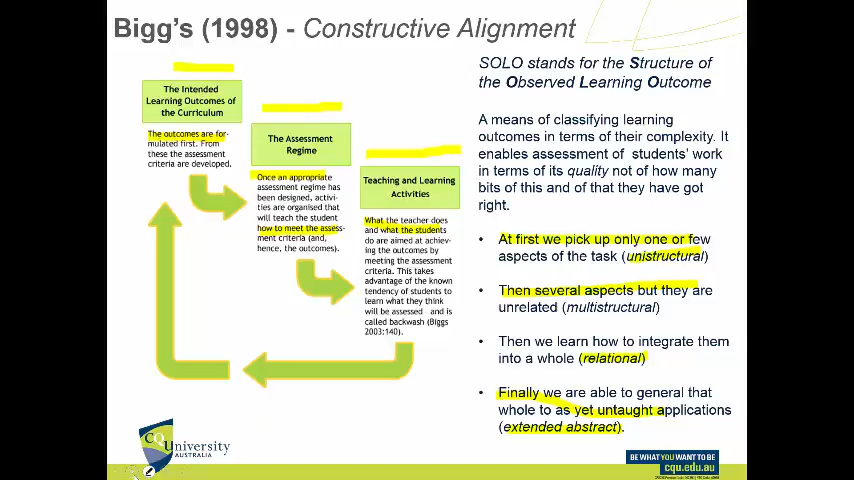 Bigg's (1998) - Constructive Alignment
The Intended
Learning Outcomes of
the Curriculum
The outcomes are for-
mulated first. From
these the assessment
criteria are developed.
The Assessment
Regime
Once an appropriate
assessment regime has
been designed, activi-
ties are organised that
will teach the student
how to meet the assess-
ment criteria (and,
hence, the outcomes).
Teaching and Learning
Activities
What the teacher does
and what the students
do are aimed at achiev-
ing the outcomes by
meeting the assessment
criteria. This takes
advantage of the known
tendency of students to
learn what they think
will be assessed and is
called backwash (Biggs
2003;140).
SOLO stands for the Structure of
the Observed Learning Outcome
A means of classifying learning
outcomes in terms of their complexity. It
enables assessment of students' work
in terms of its quality not of how many
bits of this and of that they have got
right.
• At first we pick up only one or few
aspects of the task (unistructural)
• Then several aspects but they are
unrelated (multistructural)
• Then we learn how to integrate them
into a whole (relational)
• Finally we are able to general that
whole to as yet untaught applications
(extended abstract).
CQUniversity
AUSTRALIA
BE WHAT YOU WANT TO BE
cqu.edu.au